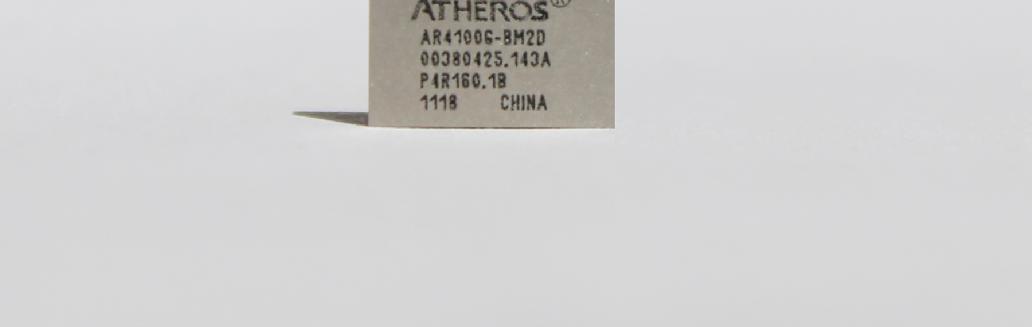 ATHEROS®
AR4100G-BM2D
00380425.143A
P4R160.1B
1118 CHINA